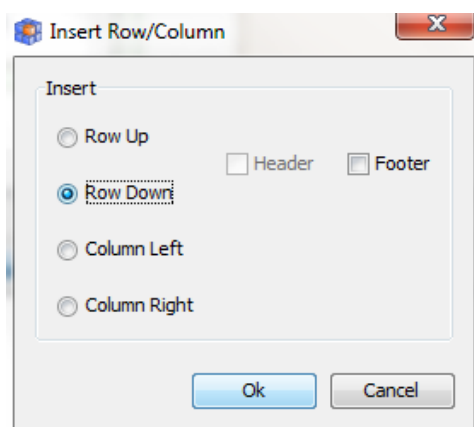 Insert Row/Column
Insert
Row Up
Header Footer
Row Down
Column Left
Column Right
Ok Cancel